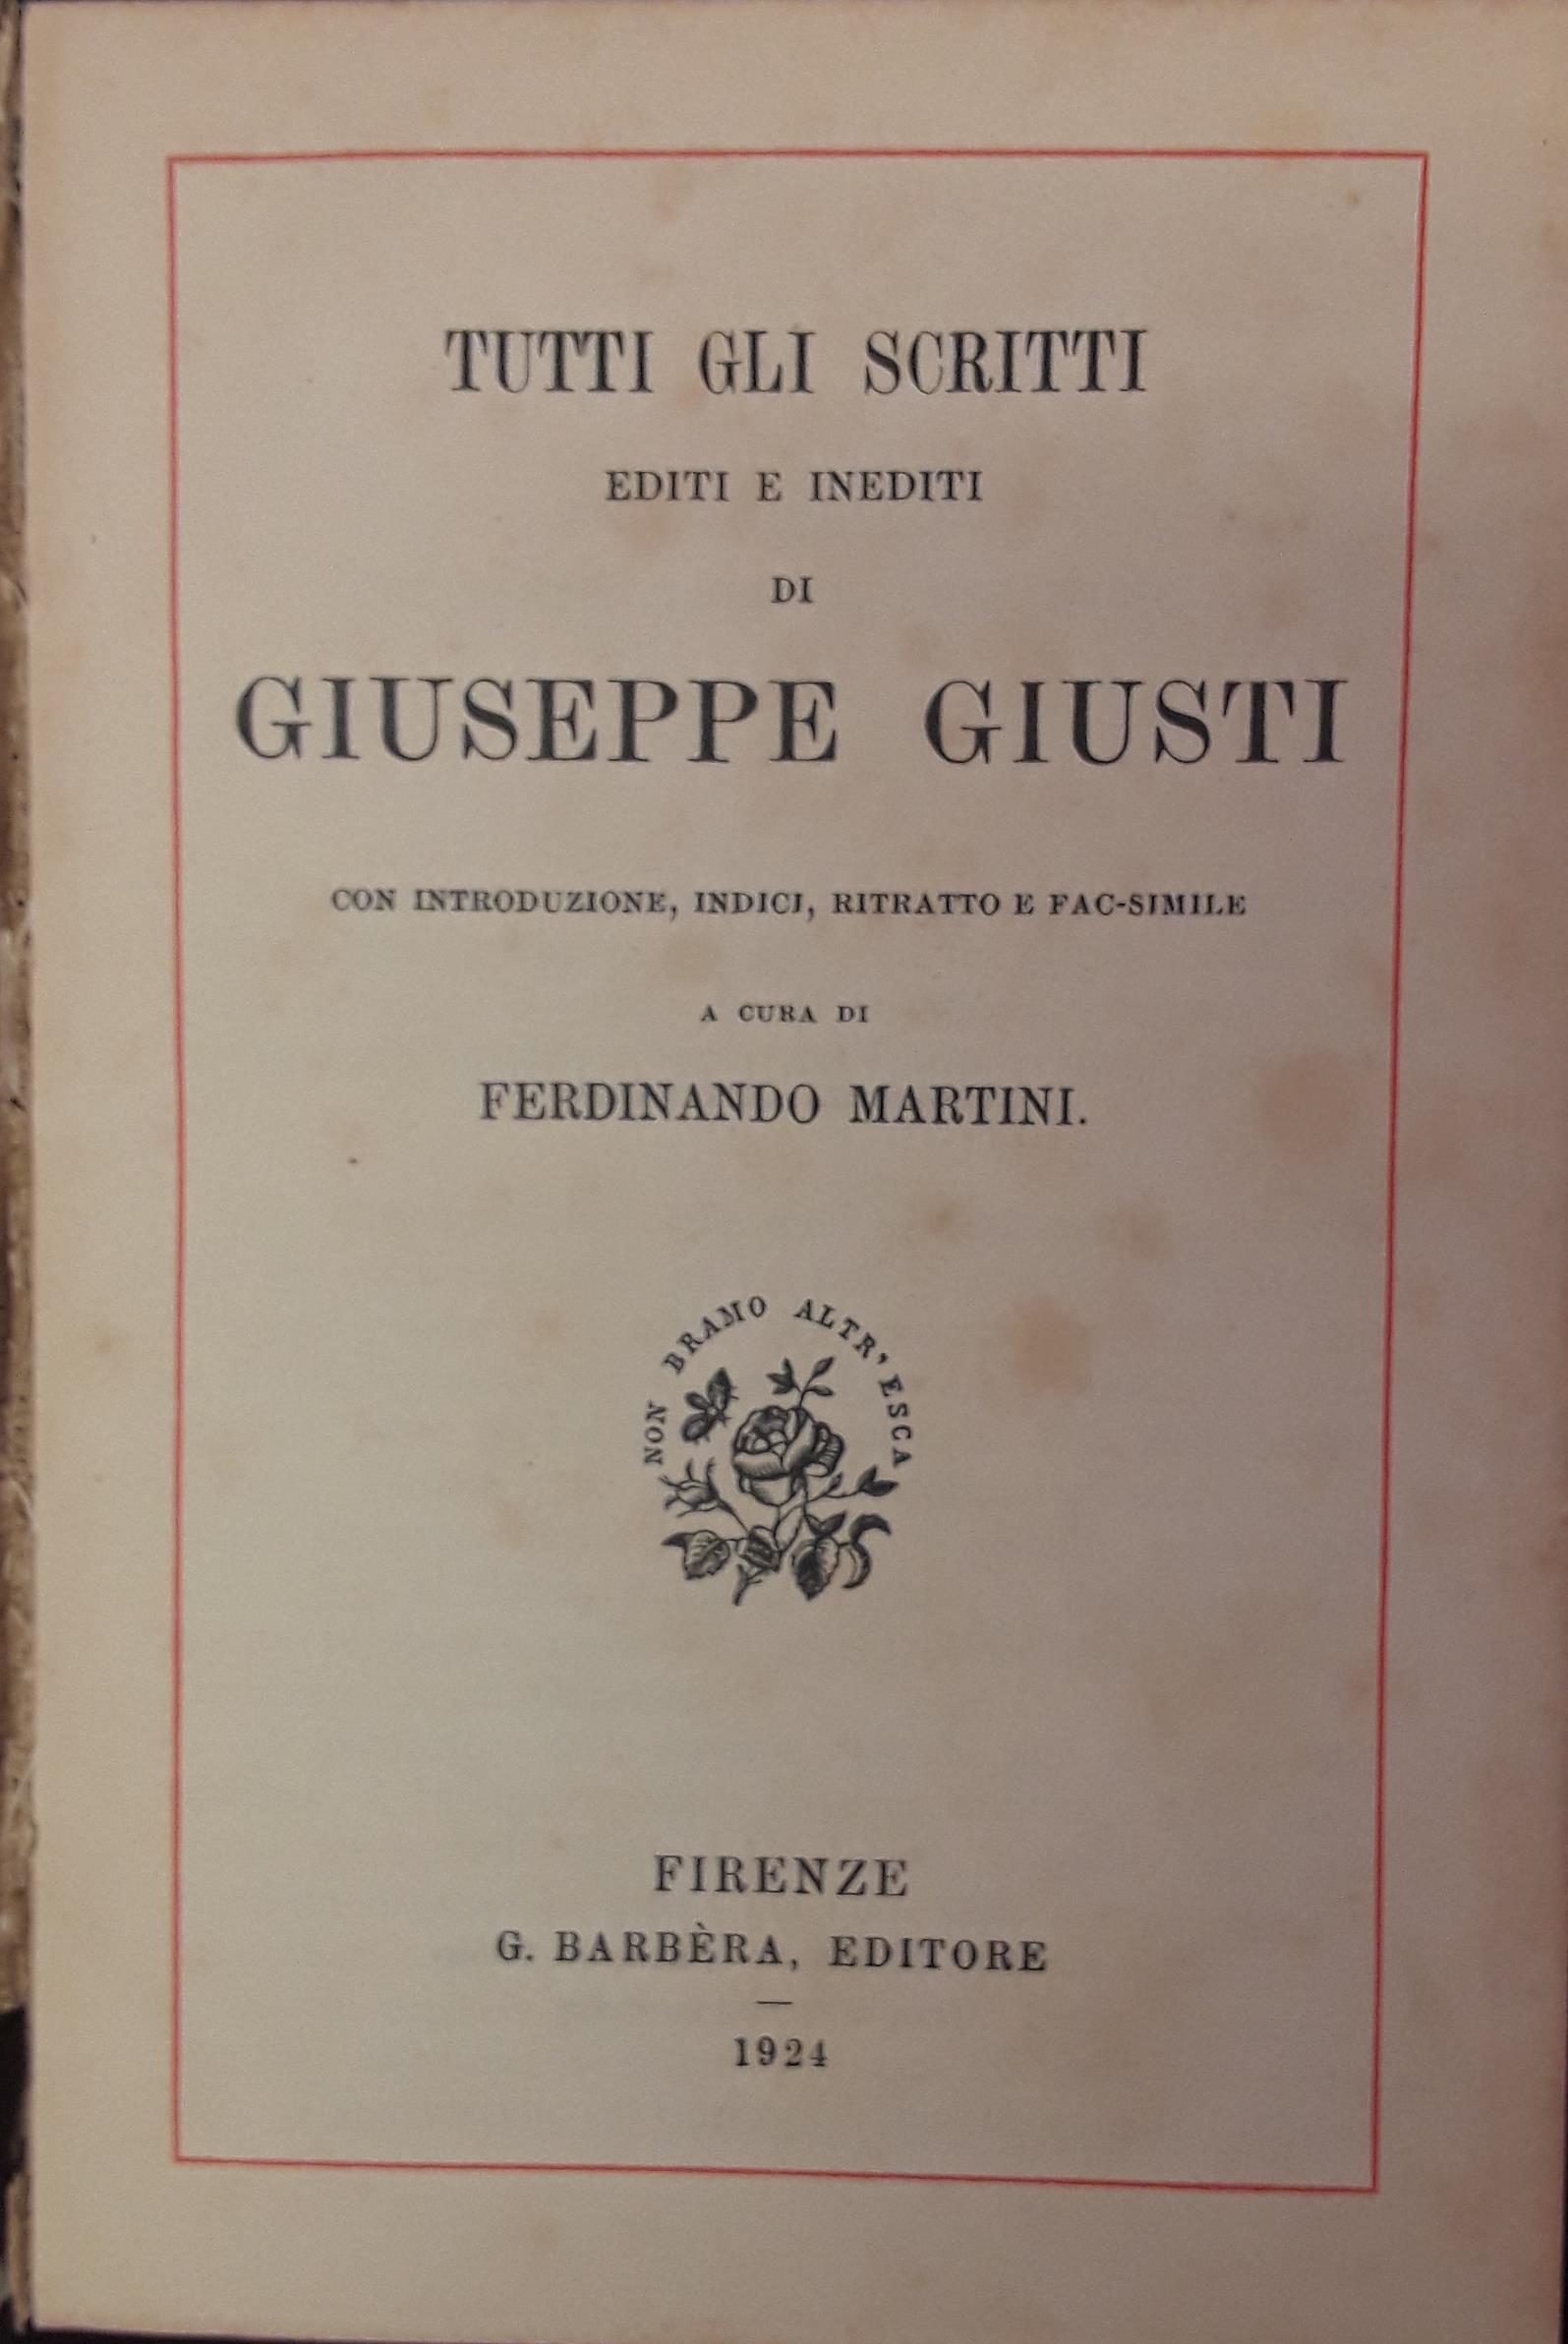 TUTTI GLI SCRITTI
EDITI E INEDITI
DI
GIUSEPPE GIUSTI
CON INTRODUZIONE, INDICI, RITRATTO E FAC-SIMILE
A CURA DI
FERDINANDO MARTINI.
NON BRAMO ALTR' ESCA
FIRENZE
G. BARBÈRA, EDITORE
—
1924